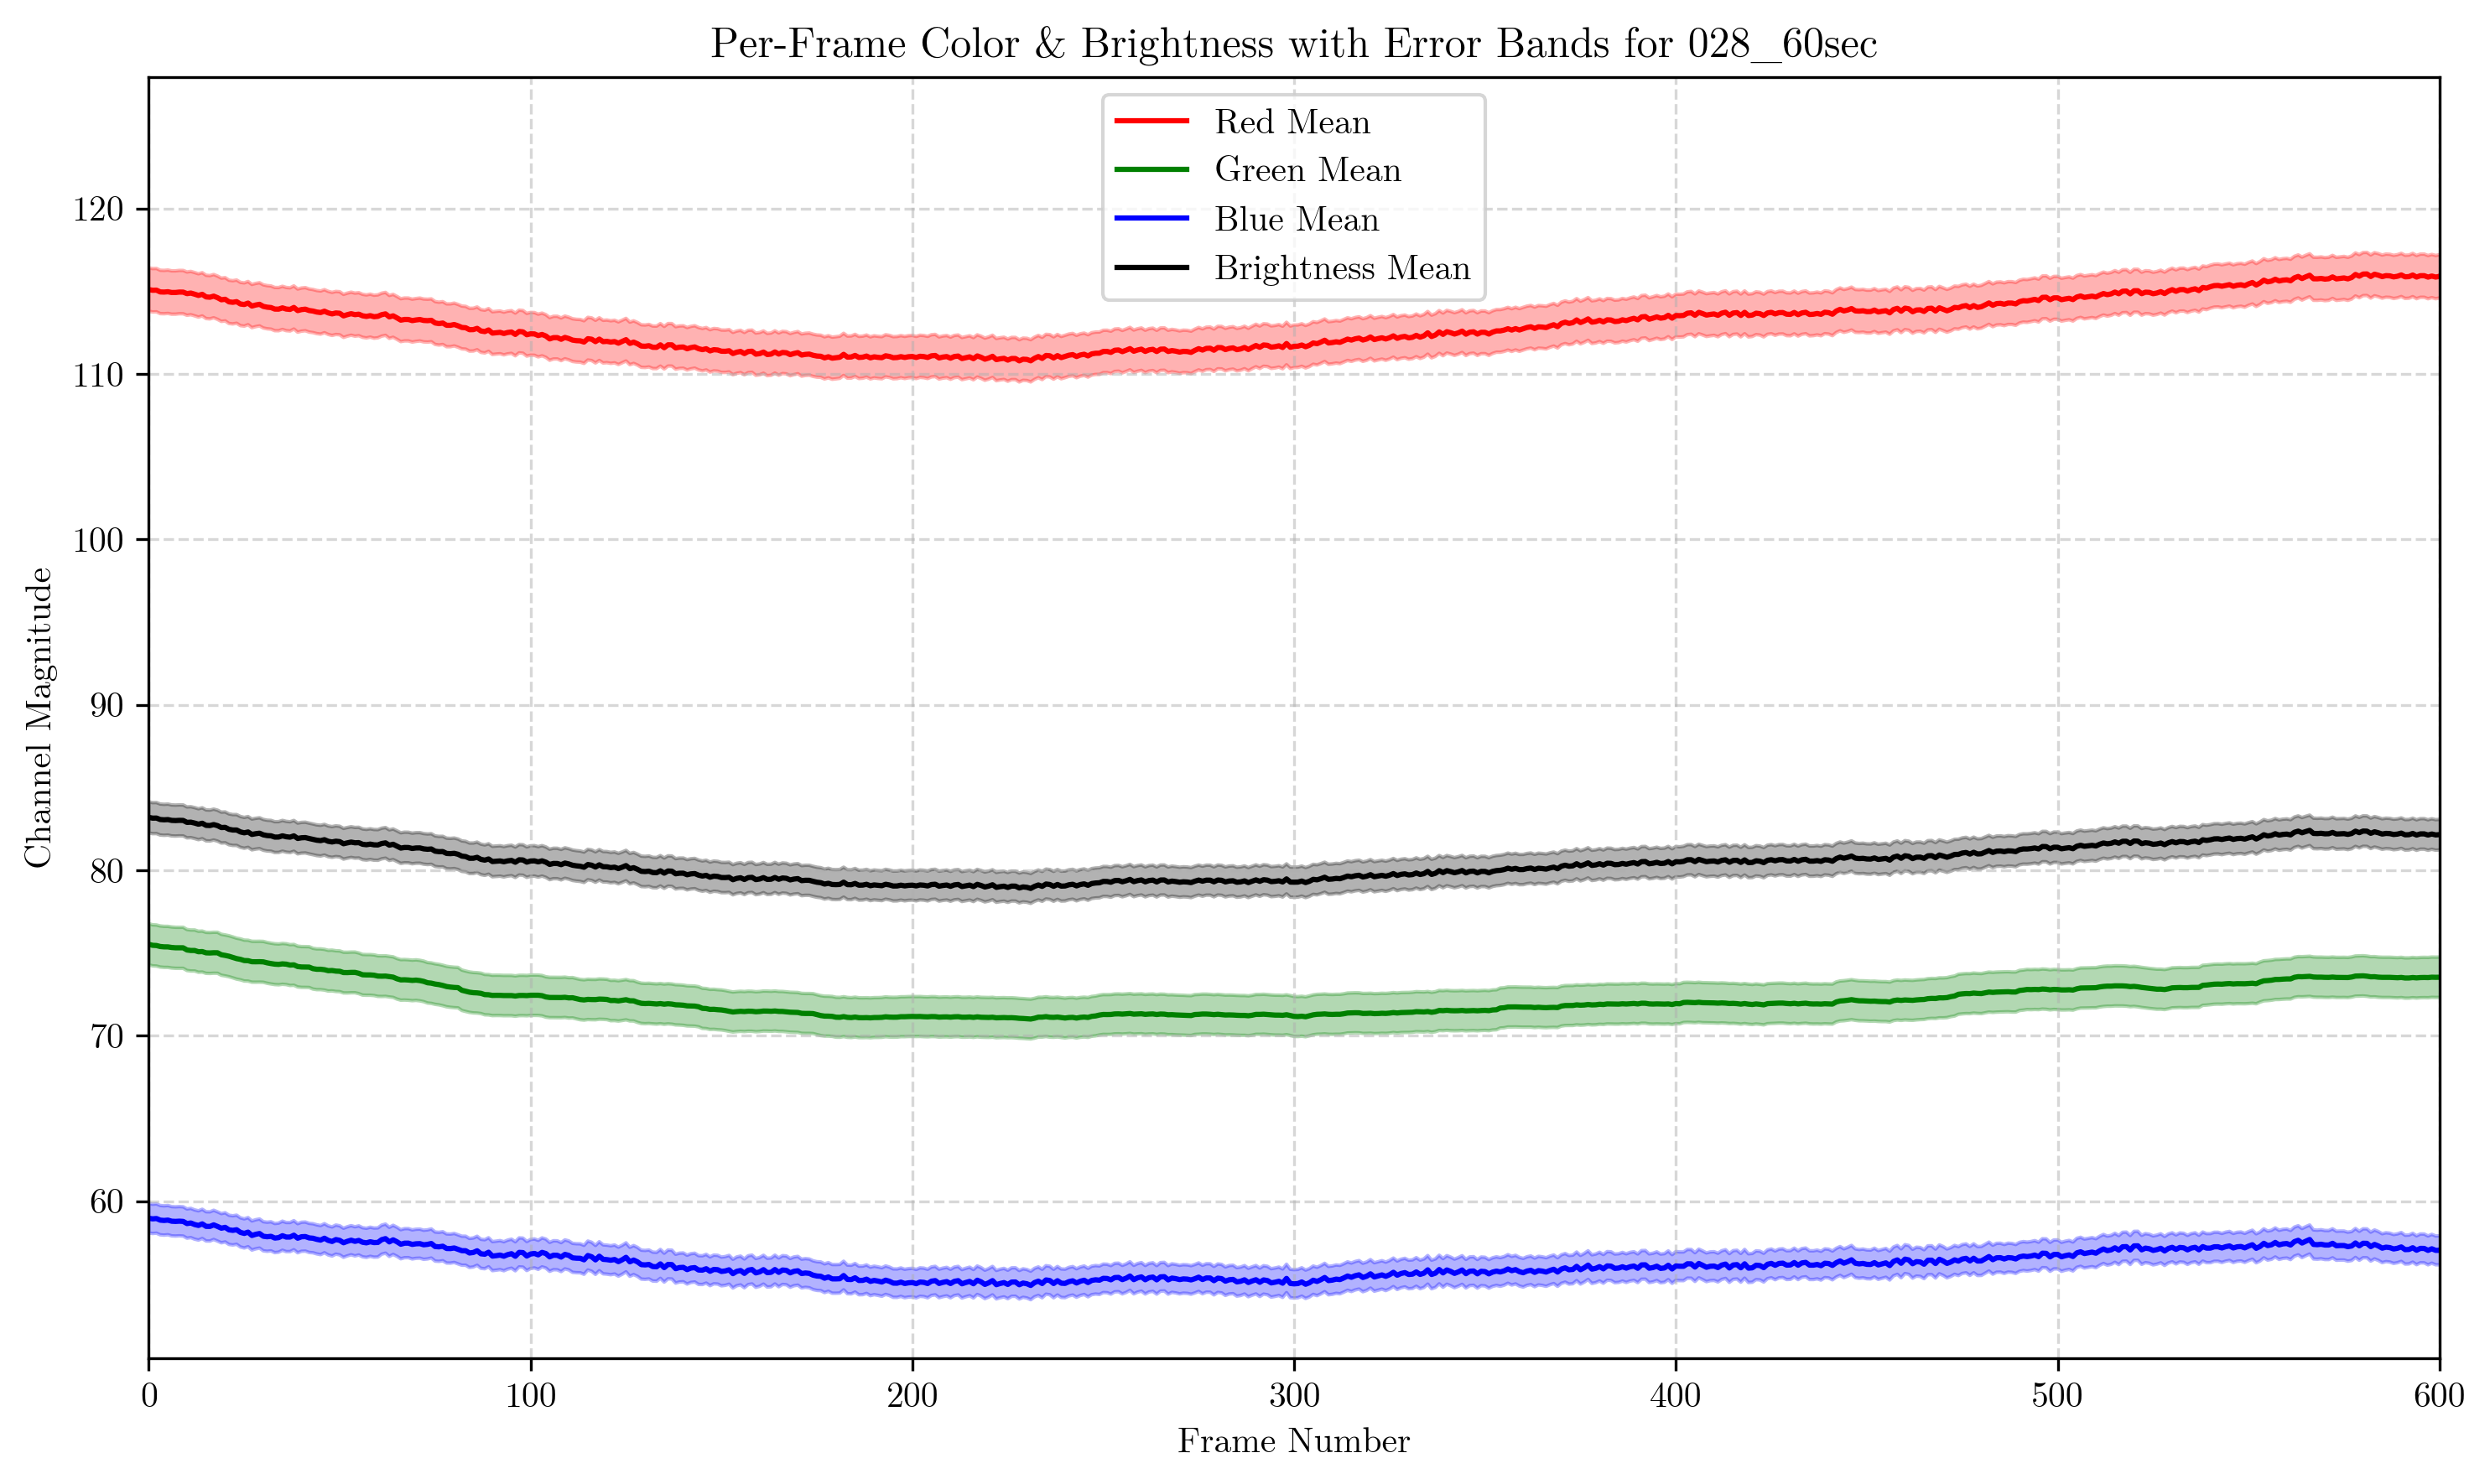 Per-Frame Color & Brightness with Error Bands for 028_60sec
Red Mean
Green Mean
Blue Mean
Brightness Mean
Channel Magnitude
120
110
100
90
80
70
60
0 100 200 300 400 500 600
Frame Number